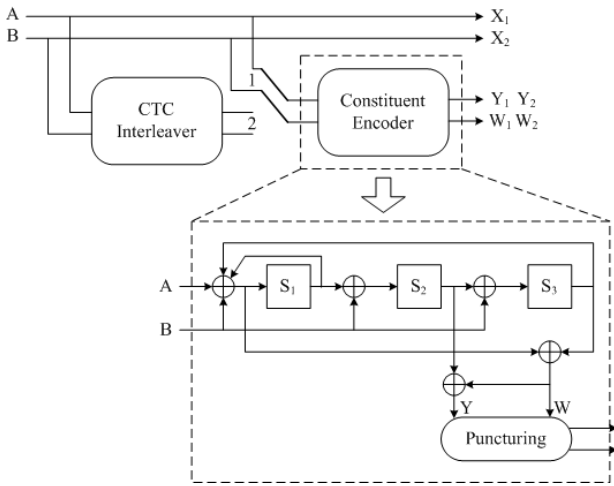 A
X₁
B
X₂
1
CTC
Interleaver
2
Constituent
Encoder
Y₁ Y₂
W₁ W₂
A
S₁
S₂
S₃
B
Y
W
Puncturing